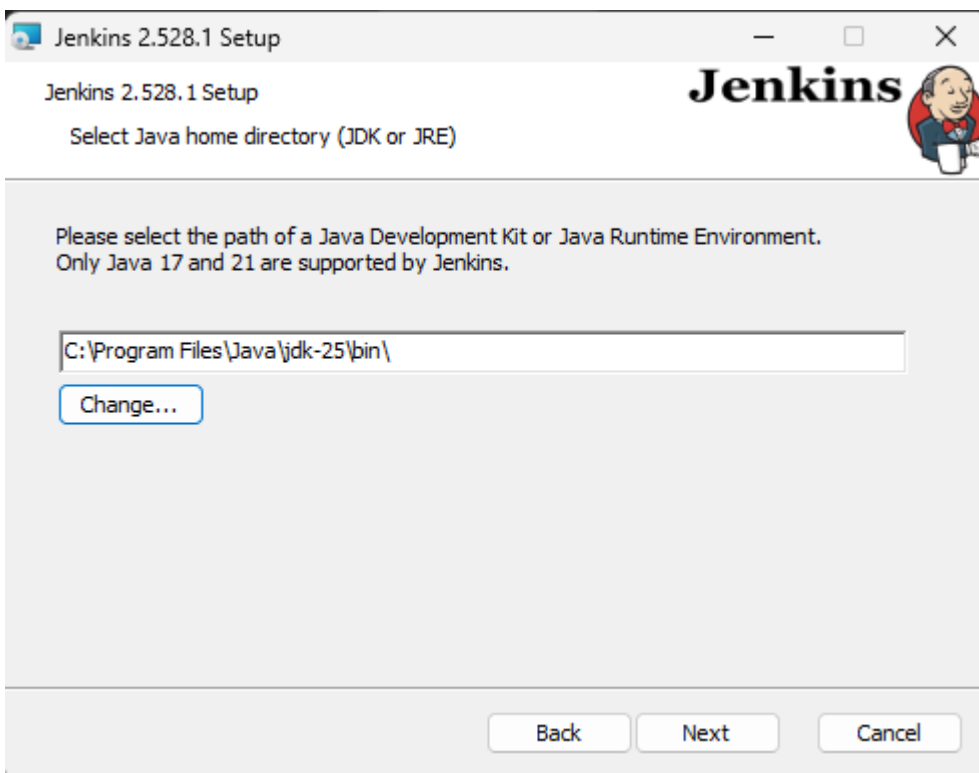 Jenkins 2.528.1 Setup
Jenkins 2.528.1 Setup
Jenkins
Select Java home directory (JDK or JRE)
Please select the path of a Java Development Kit or Java Runtime Environment.
Only Java 17 and 21 are supported by Jenkins.
C:\Program Files\Java\jdk-25\bin\
Change...
Back
Next
Cancel